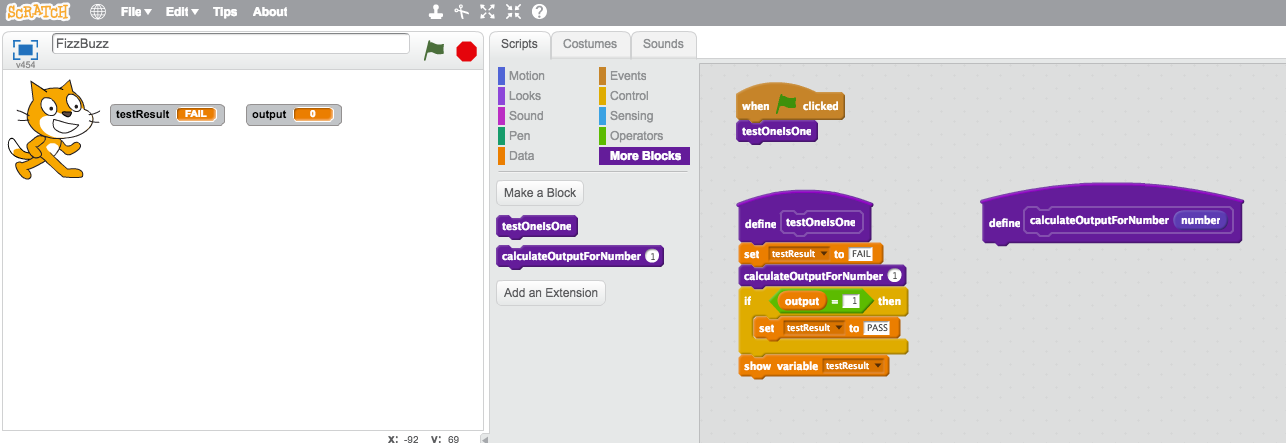 SCRATCH File Edit Tips About
v454
FizzBuzz
testResult FAIL
output 0
X: -92 Y: 69
Scripts Costumes Sounds
Motion Events
Looks Control
Sound Sensing
Pen Operators
Data More Blocks
Make a Block
testOneIsOne
calculateOutputForNumber 1
Add an Extension
when clicked
testOneIsOne
define testOneIsOne
set testResult to FAIL
calculateOutputForNumber 1
if output = 1 then
set testResult to PASS
show variable testResult
define calculateOutputForNumber number